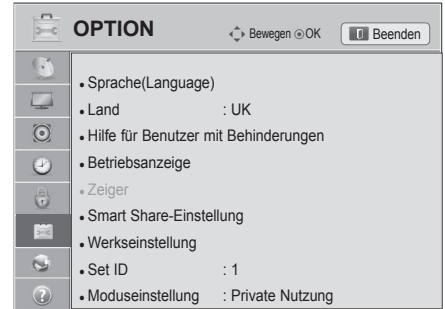 OPTION
Bewegen OK
Beenden
• Sprache(Language)
• Land : UK
• Hilfe für Benutzer mit Behinderungen
• Betriebsanzeige
• Zeiger
• Smart Share-Einstellung
• Werkseinstellung
• Set ID : 1
• Moduseinstellung : Private Nutzung